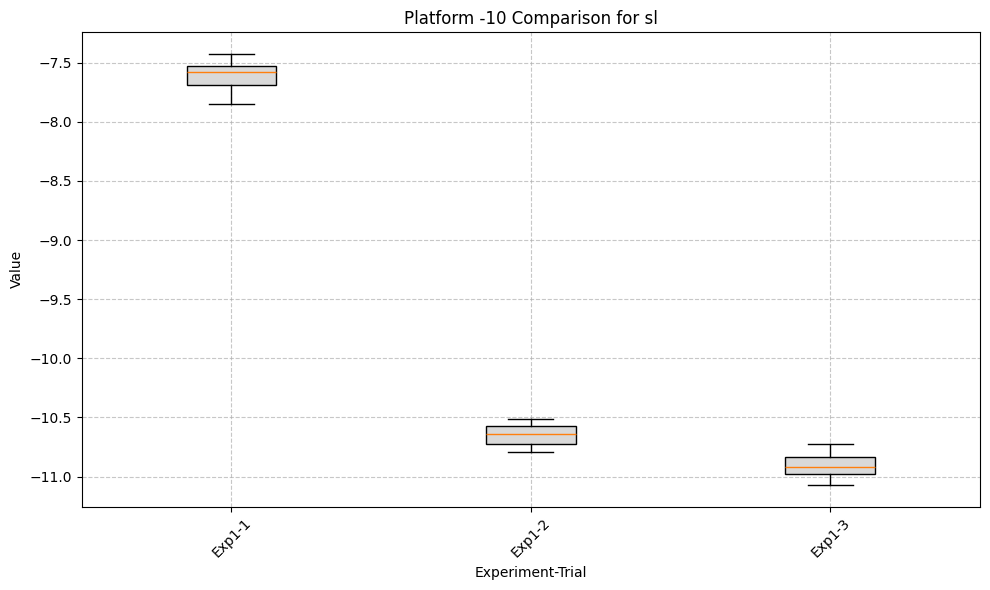 Platform -10 Comparison for sl
Value
−7.5
−8.0
−8.5
−9.0
−9.5
−10.0
−10.5
−11.0
Exp1-1
Exp1-2
Exp1-3
Experiment-Trial